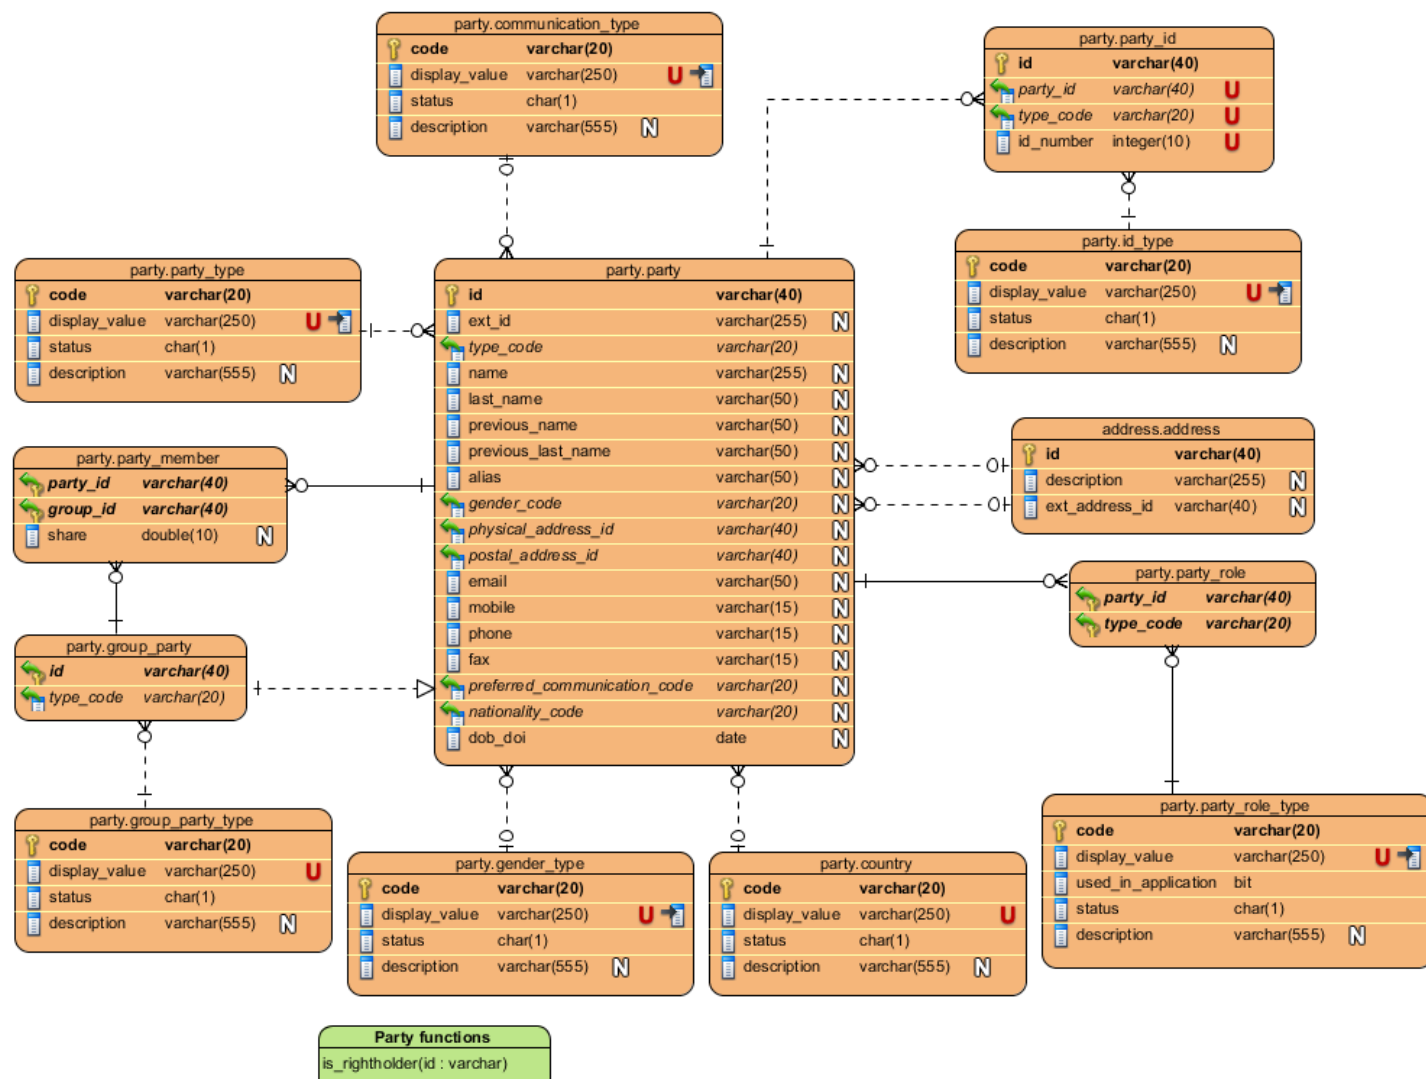 party.communication_type
code varchar(20)
display_value varchar(250) U
status char(1)
description varchar(555) N
party.party_id
id varchar(40)
party_id varchar(40) U
type_code varchar(20) U
id_number integer(10) U
party.id_type
code varchar(20)
display_value varchar(250) U
status char(1)
description varchar(555) N
party.party_type
code varchar(20)
display_value varchar(250) U
status char(1)
description varchar(555) N
party.party
id varchar(40)
ext_id varchar(255) N
type_code varchar(20)
name varchar(255) N
last_name varchar(50) N
previous_name varchar(50) N
previous_last_name varchar(50) N
alias varchar(50) N
gender_code varchar(20) N
physical_address_id varchar(40) N
postal_address_id varchar(40) N
email varchar(50) N
mobile varchar(15) N
phone varchar(15) N
fax varchar(15) N
preferred_communication_code varchar(20) N
nationality_code varchar(20) N
dob_doi date N
address.address
id varchar(40)
description varchar(255) N
ext_address_id varchar(40) N
party.party_member
party_id varchar(40)
group_id varchar(40)
share double(10) N
party.party_role
party_id varchar(40)
type_code varchar(20)
party.group_party
id varchar(40)
type_code varchar(20)
party.group_party_type
code varchar(20)
display_value varchar(250) U
status char(1)
description varchar(555) N
party.gender_type
code varchar(20)
display_value varchar(250) U
status char(1)
description varchar(555) N
party.country
code varchar(20)
display_value varchar(250) U
status char(1)
description varchar(555) N
party.party_role_type
code varchar(20)
display_value varchar(250) U
used_in_application bit
status char(1)
description varchar(555) N
Party functions
is_rightholder(id : varchar)